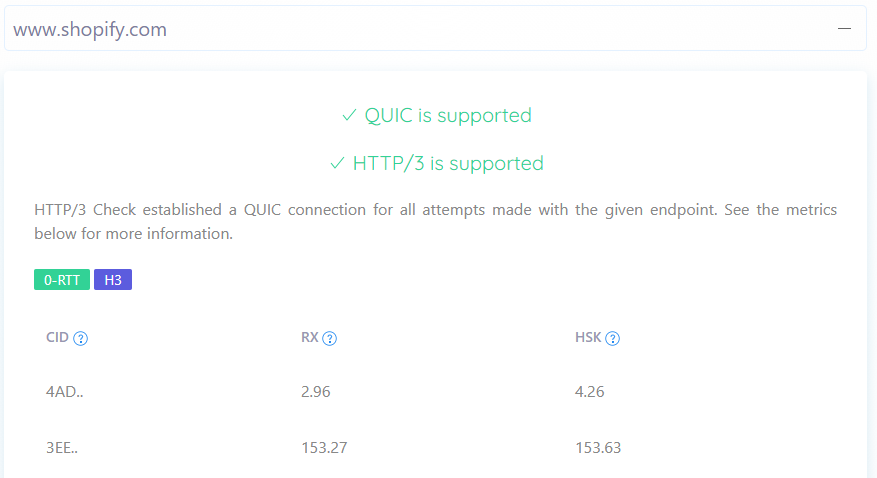 www.shopify.com
✓ QUIC is supported
✓ HTTP/3 is supported
HTTP/3 Check established a QUIC connection for all attempts made with the given endpoint. See the metrics
below for more information.
0-RTT H3
CID ? RX ? HSK ?
4AD.. 2.96 4.26
3EE.. 153.27 153.63